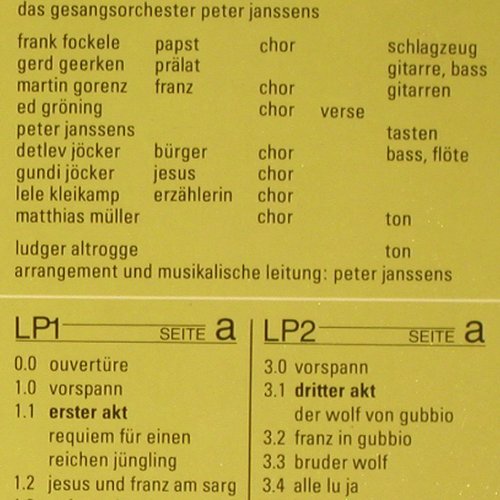 das gesangsorchester peter janssens
frank fockele papst chor schlagzeug
gerd geerken prälat gitarre, bass
martin gorenz franz chor gitarren
ed gröning chor verse
peter janssens tasten
detlev jöcker bürger chor bass, flöte
gundi jöcker jesus chor
lele kleikamp erzählerin chor
matthias müller chor ton
ludger altrogge ton
arrangement und musikalische leitung: peter janssens
LP1 SEITE a
0.0 ouvertüre
1.0 vorspann
1.1 erster akt
requiem für einen
reichen jüngling
1.2 jesus und franz am sarg
LP2 SEITE a
3.0 vorspann
3.1 dritter akt
der wolf von gubbio
3.2 franz in gubbio
3.3 bruder wolf
3.4 alle lu ja